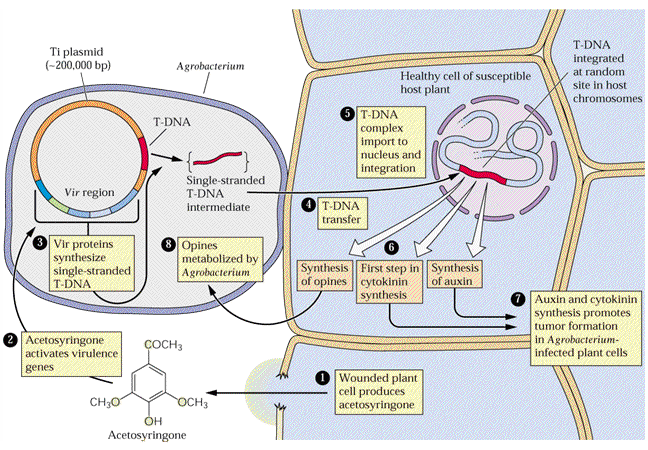 Ti plasmid
(~200,000 bp)
Agrobacterium
T-DNA
Vir region
Single-stranded
T-DNA
intermediate
T-DNA
integrated
at random
site in host
chromosomes
Healthy cell of susceptible
host plant
5 T-DNA
complex
import to
nucleus and
integration
4 T-DNA
transfer
3 Vir proteins
synthesize
single-stranded
T-DNA
8 Opines
metabolized by
Agrobacterium
6
Synthesis
of opines
First step in
cytokinin
synthesis
Synthesis
of auxin
7 Auxin and cytokinin
synthesis promotes
tumor formation
in Agrobacterium-
infected plant cells
2 Acetosyringone
activates virulence
genes
1 Wounded plant
cell produces
acetosyringone
COCH3
CH3O
OCH3
OH
Acetosyringone